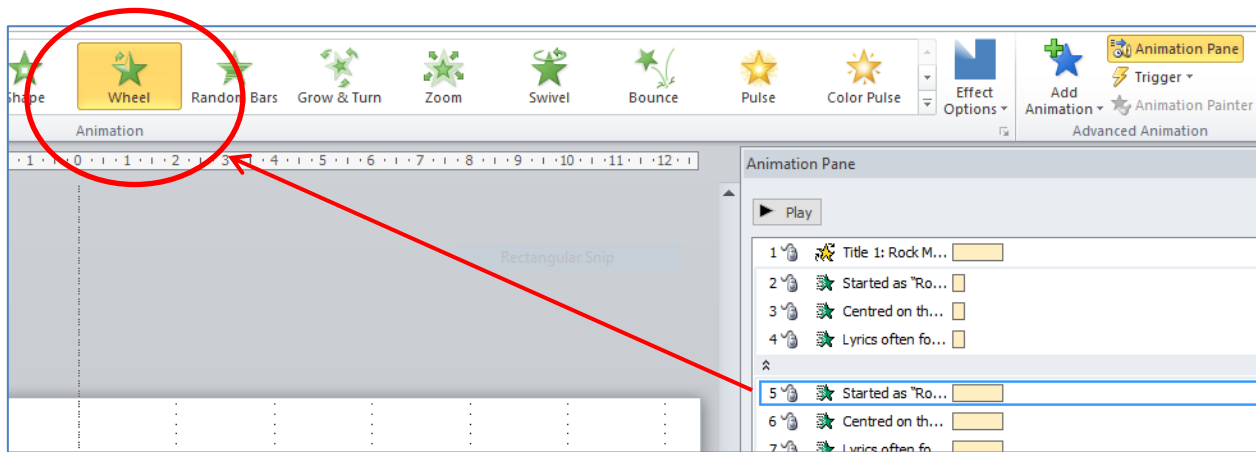 Shape
Wheel
Random Bars
Grow & Turn
Zoom
Swivel
Bounce
Pulse
Color Pulse
Effect
Options
Add
Animation
Animation Pane
Trigger
Animation Painter
Animation
Advanced Animation
1 0 1 2 3 4 5 6 7 8 9 10 11 12
Animation Pane
Play
Rectangular Snip
1 Title 1: Rock M...
2 Started as "Ro...
3 Centred on th...
4 Lyrics often fo...
5 Started as "Ro...
6 Centred on th...
7 Lyrics often fo...